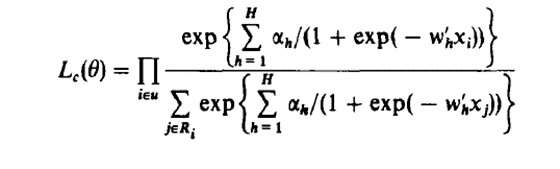 L_c(θ) = ∏_{i∈u} exp{ ∑_{h=1}^{H} α_h/(1 + exp( − w'_h x_i)) } / ∑_{j∈R_i} exp{ ∑_{h=1}^{H} α_h/(1 + exp( − w'_h x_j)) }